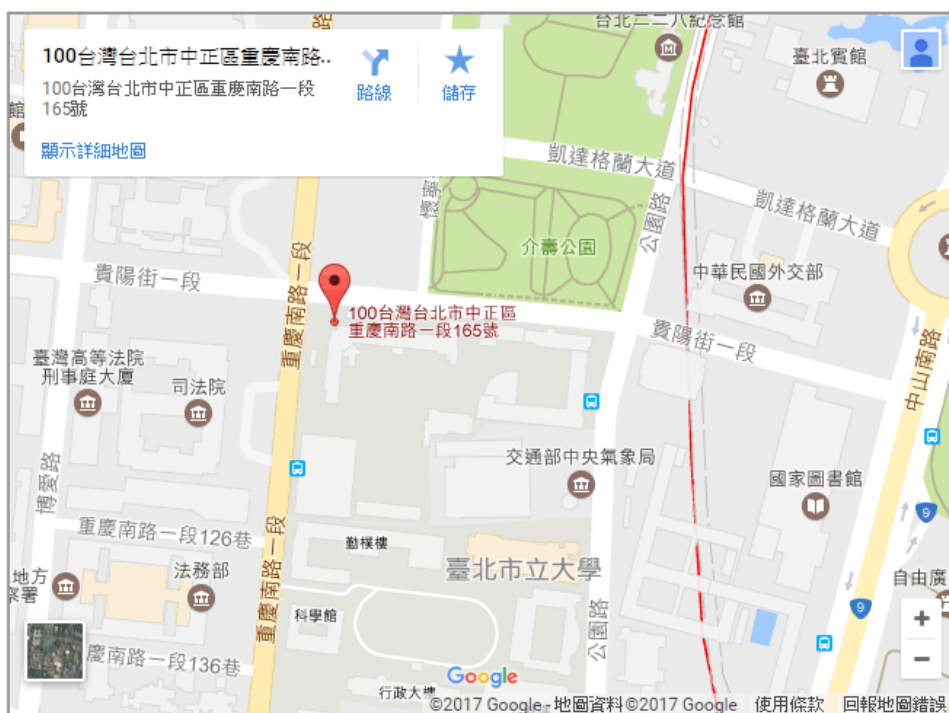 台北二二八紀念館
100台灣台北市中正區重慶南路..
100台灣台北市中正區重慶南路一段
165號
路線
儲存
顯示詳細地圖
臺北賓館
館
凱達格蘭大道
凱達格蘭大道
懷寧
公園路
介壽公園
重慶南路一段
貴陽街一段
中華民國外交部
100台灣台北市中正區
重慶南路一段165號
貴陽街一段
臺灣高等法院
刑事庭大廈
司法院
中山南路
交通部中央氣象局
國家圖書館
博愛路
9
重慶南路一段126巷
重慶南路一段
勤樸樓
臺北市立大學
地方
察署
法務部
自由廣
科學館
公園路
9
+
慶南路一段136巷
−
Google
行政大樓
©2017 Google - 地圖資料©2017 Google 使用條款 回報地圖錯誤